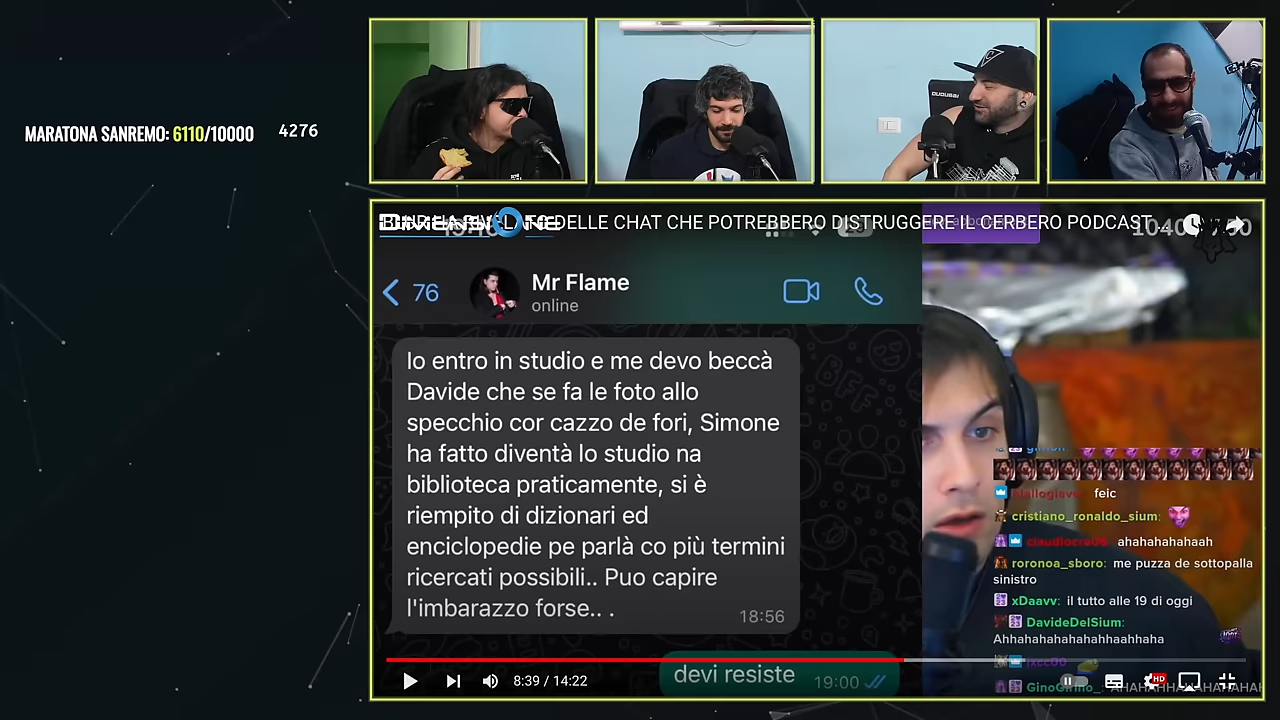 MARATONA SANREMO: 6110/10000
4276
DUDUBAI
DELLE CHAT CHE POTREBBERO DISTRUGGERE IL CERBERO PODCAST
76
Mr Flame
online
Io entro in studio e me devo beccà
Davide che se fa le foto allo
specchio cor cazzo de fori, Simone
ha fatto diventà lo studio na
biblioteca praticamente, si è
riempito di dizionari ed
enciclopedie pe parlà co più termini
ricercati possibili.. Puo capire
l'imbarazzo forse.. .
18:56
devi resiste
19:00
feic
cristiano_ronaldo_sium:
ahahahahahaah
roronoa_sboro: me puzza de sottopalla
sinistro
xDaavv: il tutto alle 19 di oggi
DavideDelSium:
Ahhahahahahahahaahhaha
8:39 / 14:22
HD